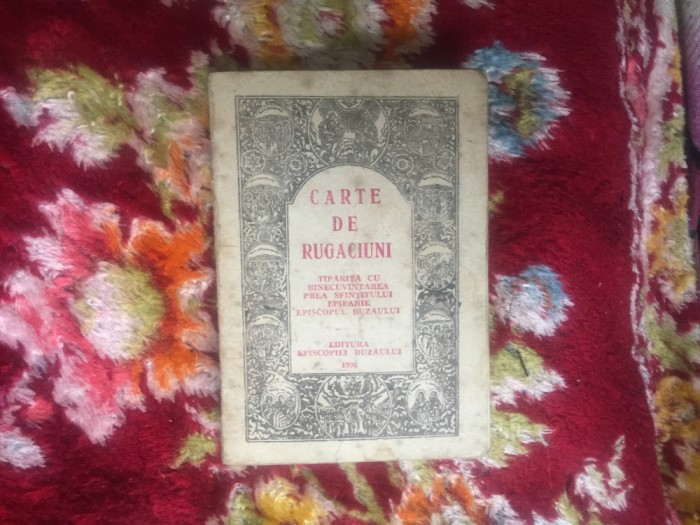 CARTE
DE
RUGACIUNI
TIPARITA CU
BINECUVINTAREA
PREA SFINTITULUI
EPIFANIE
EPISCOPUL BUZAULUI
EDITURA
EPISCOPIEI BUZAULUI